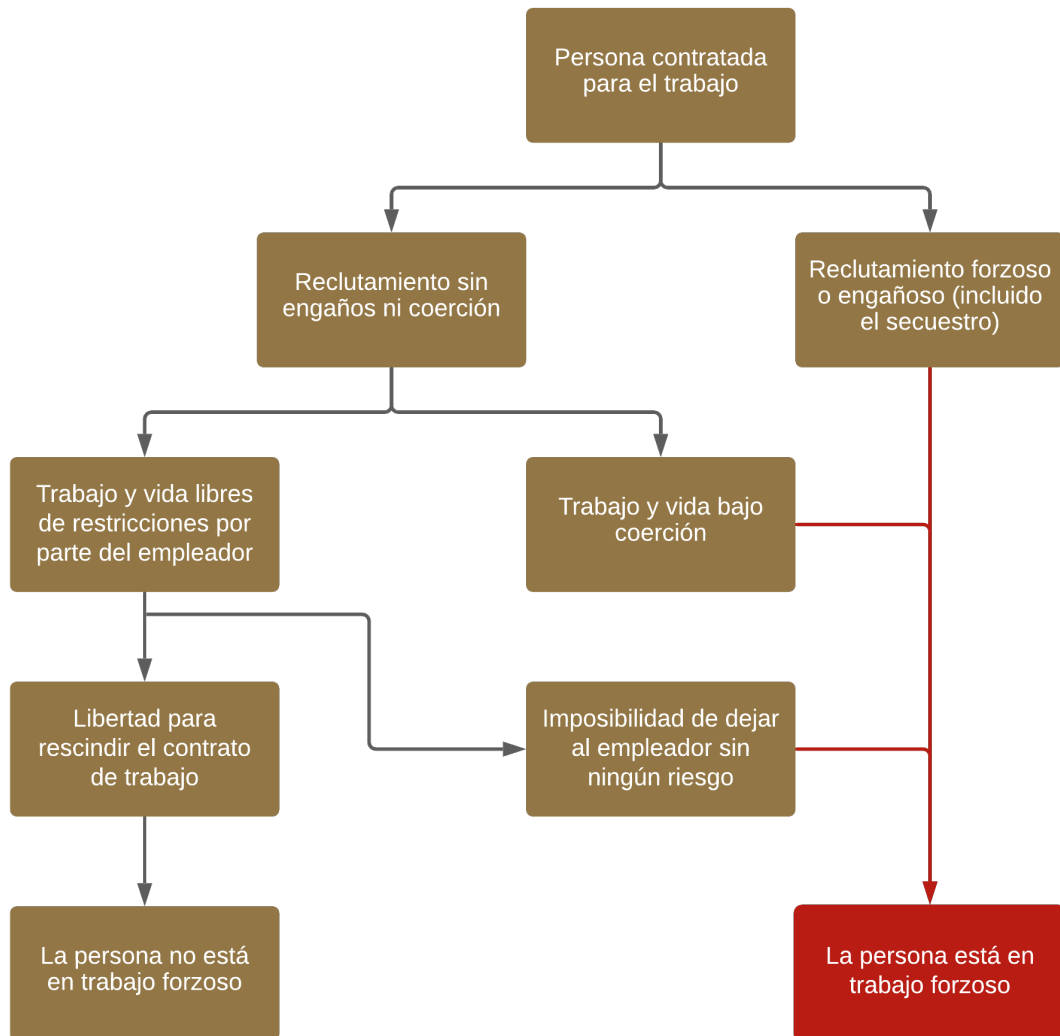 Persona contratada
para el trabajo
Reclutamiento sin
engaños ni coerción
Reclutamiento forzoso
o engañoso (incluido
el secuestro)
Trabajo y vida libres
de restricciones por
parte del empleador
Trabajo y vida bajo
coerción
Libertad para
rescindir el contrato
de trabajo
Imposibilidad de dejar
al empleador sin
ningún riesgo
La persona no está
en trabajo forzoso
La persona está en
trabajo forzoso